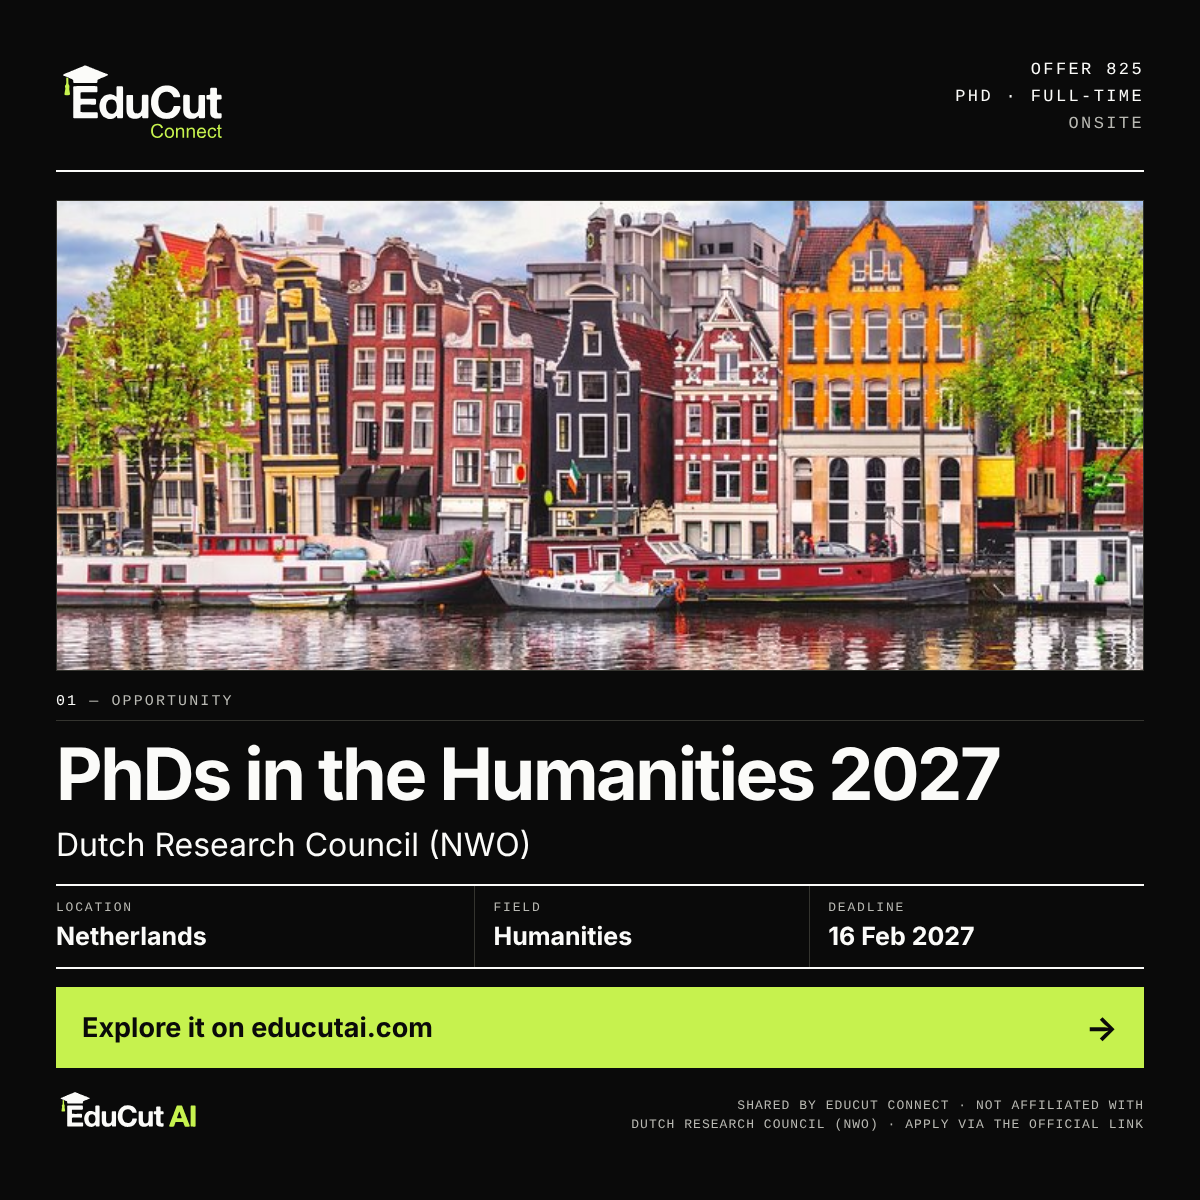 EduCut
Connect
OFFER 825
PHD · FULL-TIME
ONSITE
01 — OPPORTUNITY
PhDs in the Humanities 2027
Dutch Research Council (NWO)
LOCATION
Netherlands
FIELD
Humanities
DEADLINE
16 Feb 2027
Explore it on educutai.com →
EduCut AI
SHARED BY EDUCUT CONNECT · NOT AFFILIATED WITH
DUTCH RESEARCH COUNCIL (NWO) · APPLY VIA THE OFFICIAL LINK